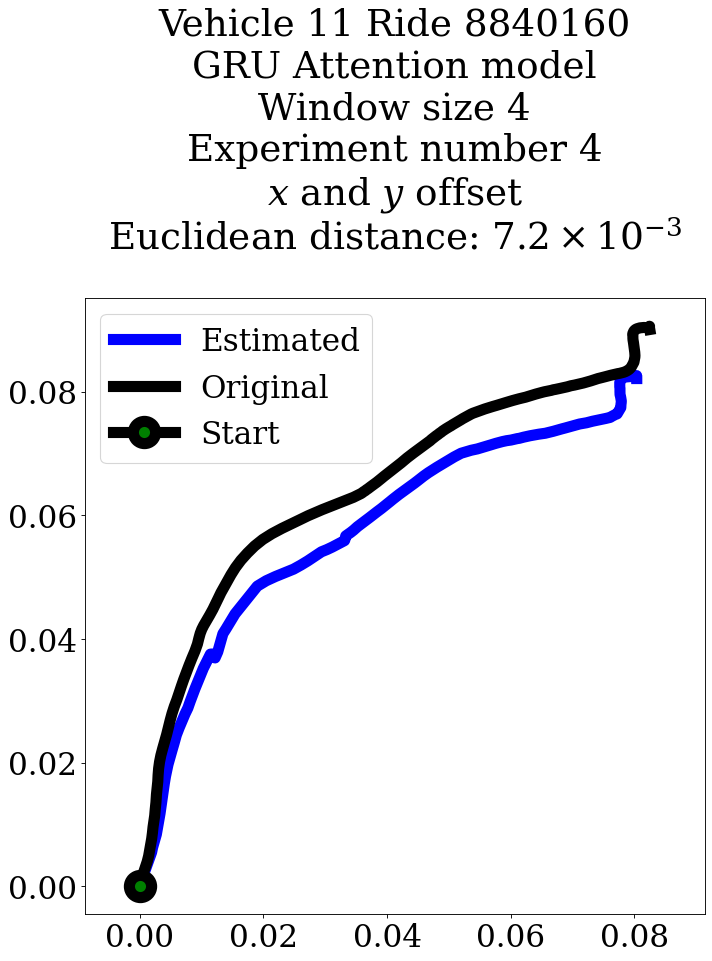 Vehicle 11 Ride 8840160
GRU Attention model
Window size 4
Experiment number 4
x and y offset
Euclidean distance: 7.2 × 10⁻³
Estimated
Original
Start
0.08
0.06
0.04
0.02
0.00
0.00 0.02 0.04 0.06 0.08